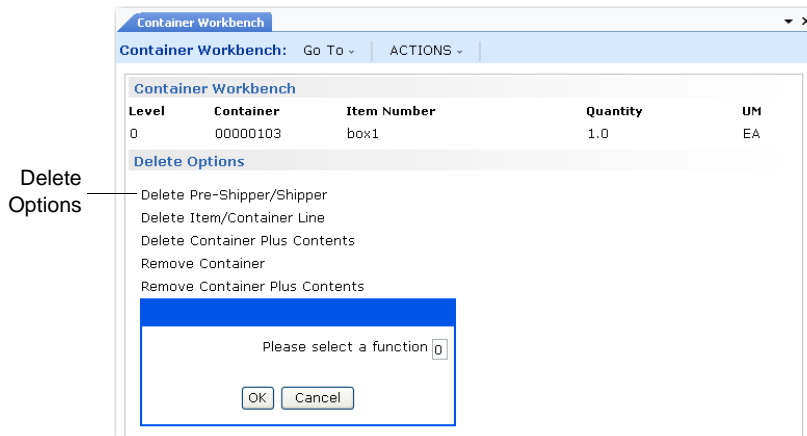 Container Workbench
Container Workbench: Go To ACTIONS
Container Workbench
Level Container Item Number Quantity UM
0 00000103 box1 1.0 EA
Delete Options
Delete Options
Delete Pre-Shipper/Shipper
Delete Item/Container Line
Delete Container Plus Contents
Remove Container
Remove Container Plus Contents
Please select a function 0
OK Cancel